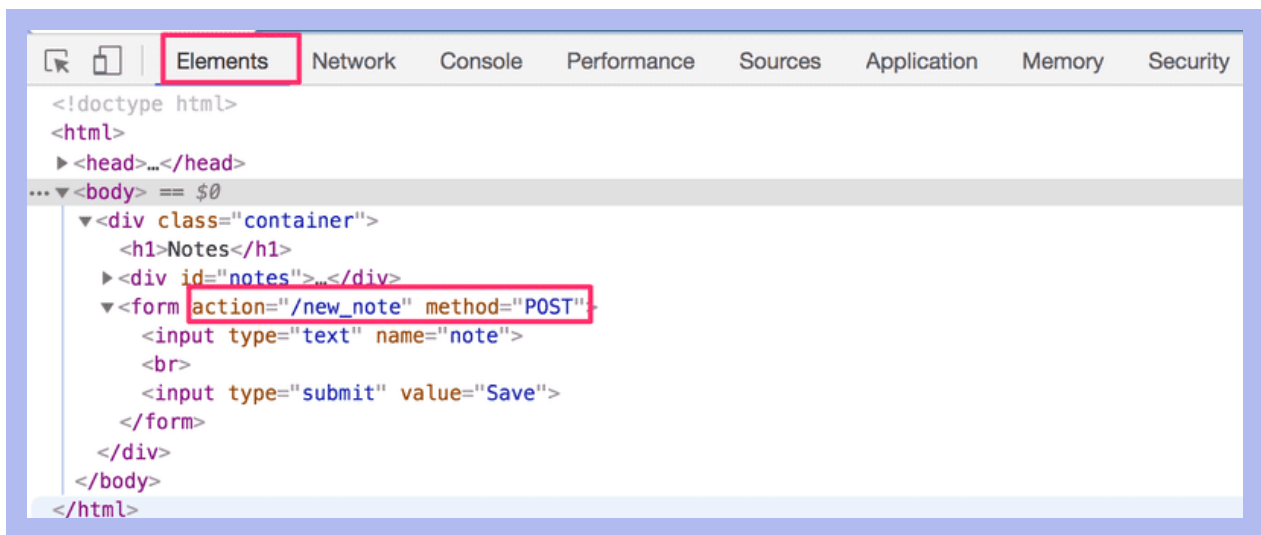 Elements Network Console Performance Sources Application Memory Security
<!doctype html>
<html>
<head>…</head>
<body> == $0
<div class="container">
<h1>Notes</h1>
<div id="notes">…</div>
<form action="/new_note" method="POST">
<input type="text" name="note">
<br>
<input type="submit" value="Save">
</form>
</div>
</body>
</html>